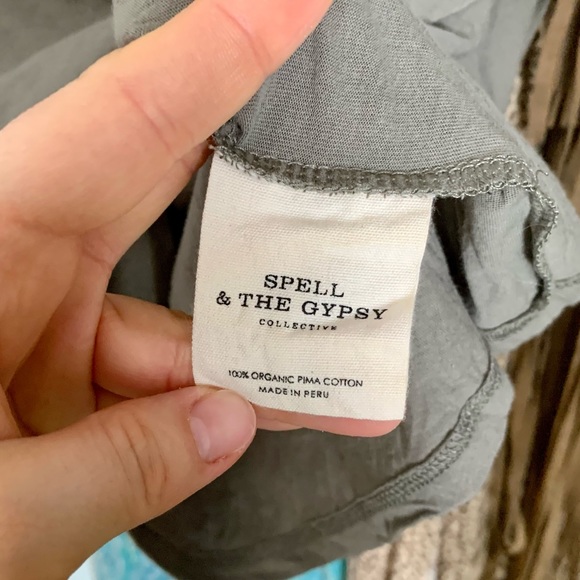 SPELL
& THE GYPSY
COLLECTIVE
100% ORGANIC PIMA COTTON
MADE IN PERU